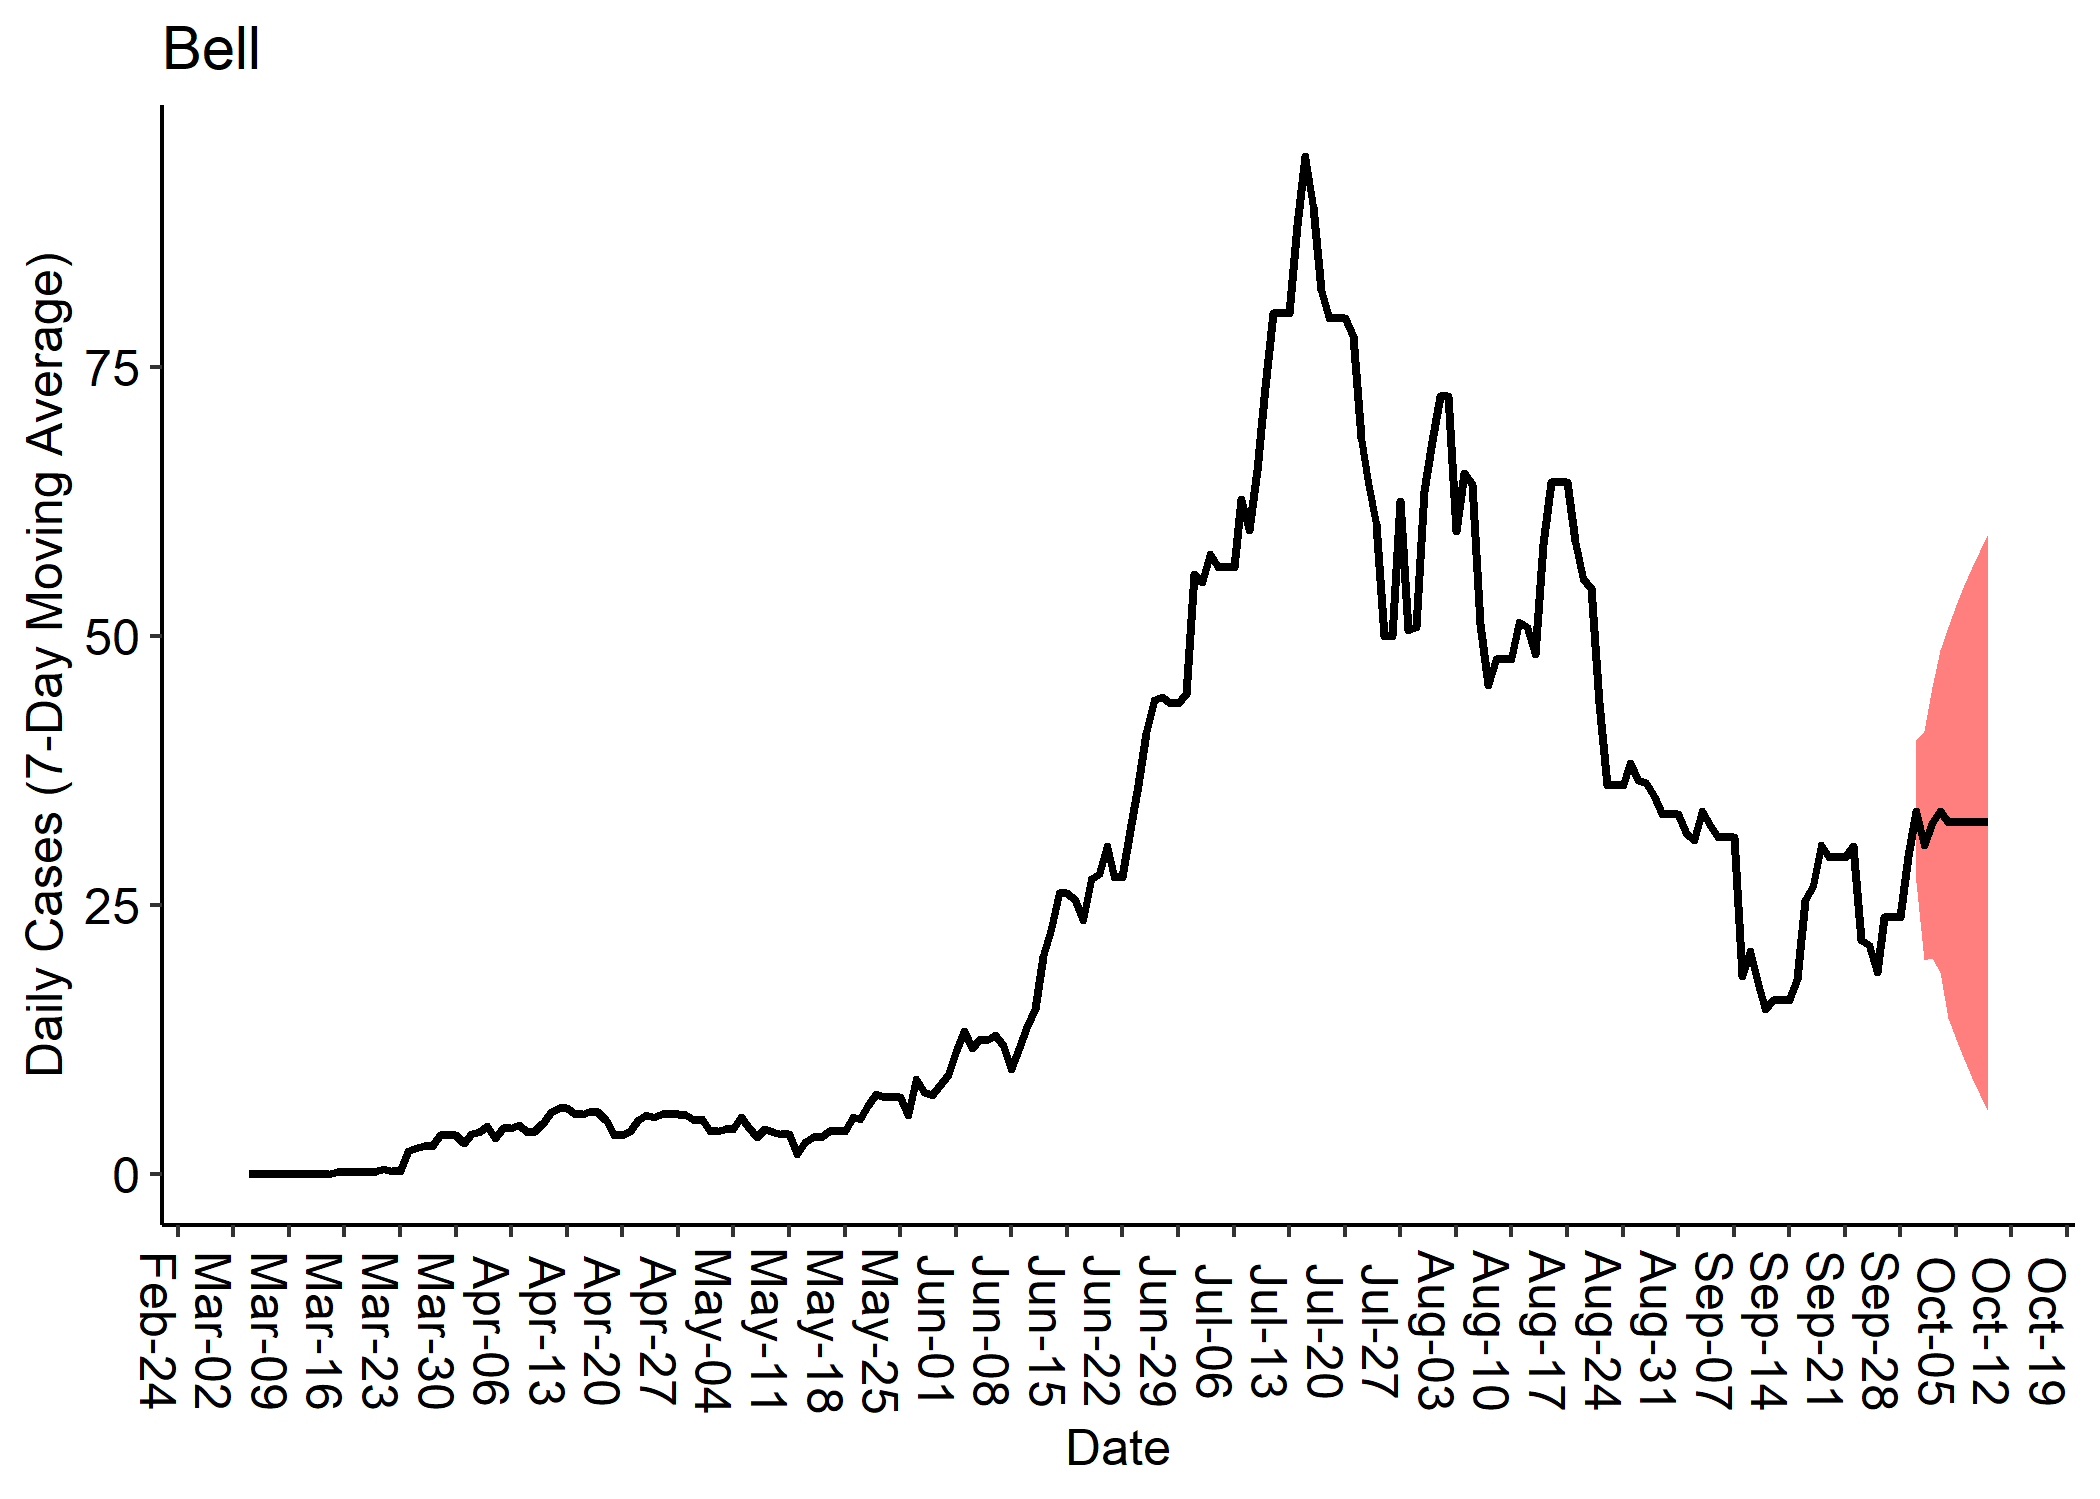 Bell
Daily Cases (7-Day Moving Average)
75
50
25
0
Feb-24
Mar-02
Mar-09
Mar-16
Mar-23
Mar-30
Apr-06
Apr-13
Apr-20
Apr-27
May-04
May-11
May-18
May-25
Jun-01
Jun-08
Jun-15
Jun-22
Jun-29
Jul-06
Jul-13
Jul-20
Jul-27
Aug-03
Aug-10
Aug-17
Aug-24
Aug-31
Sep-07
Sep-14
Sep-21
Sep-28
Oct-05
Oct-12
Oct-19
Date